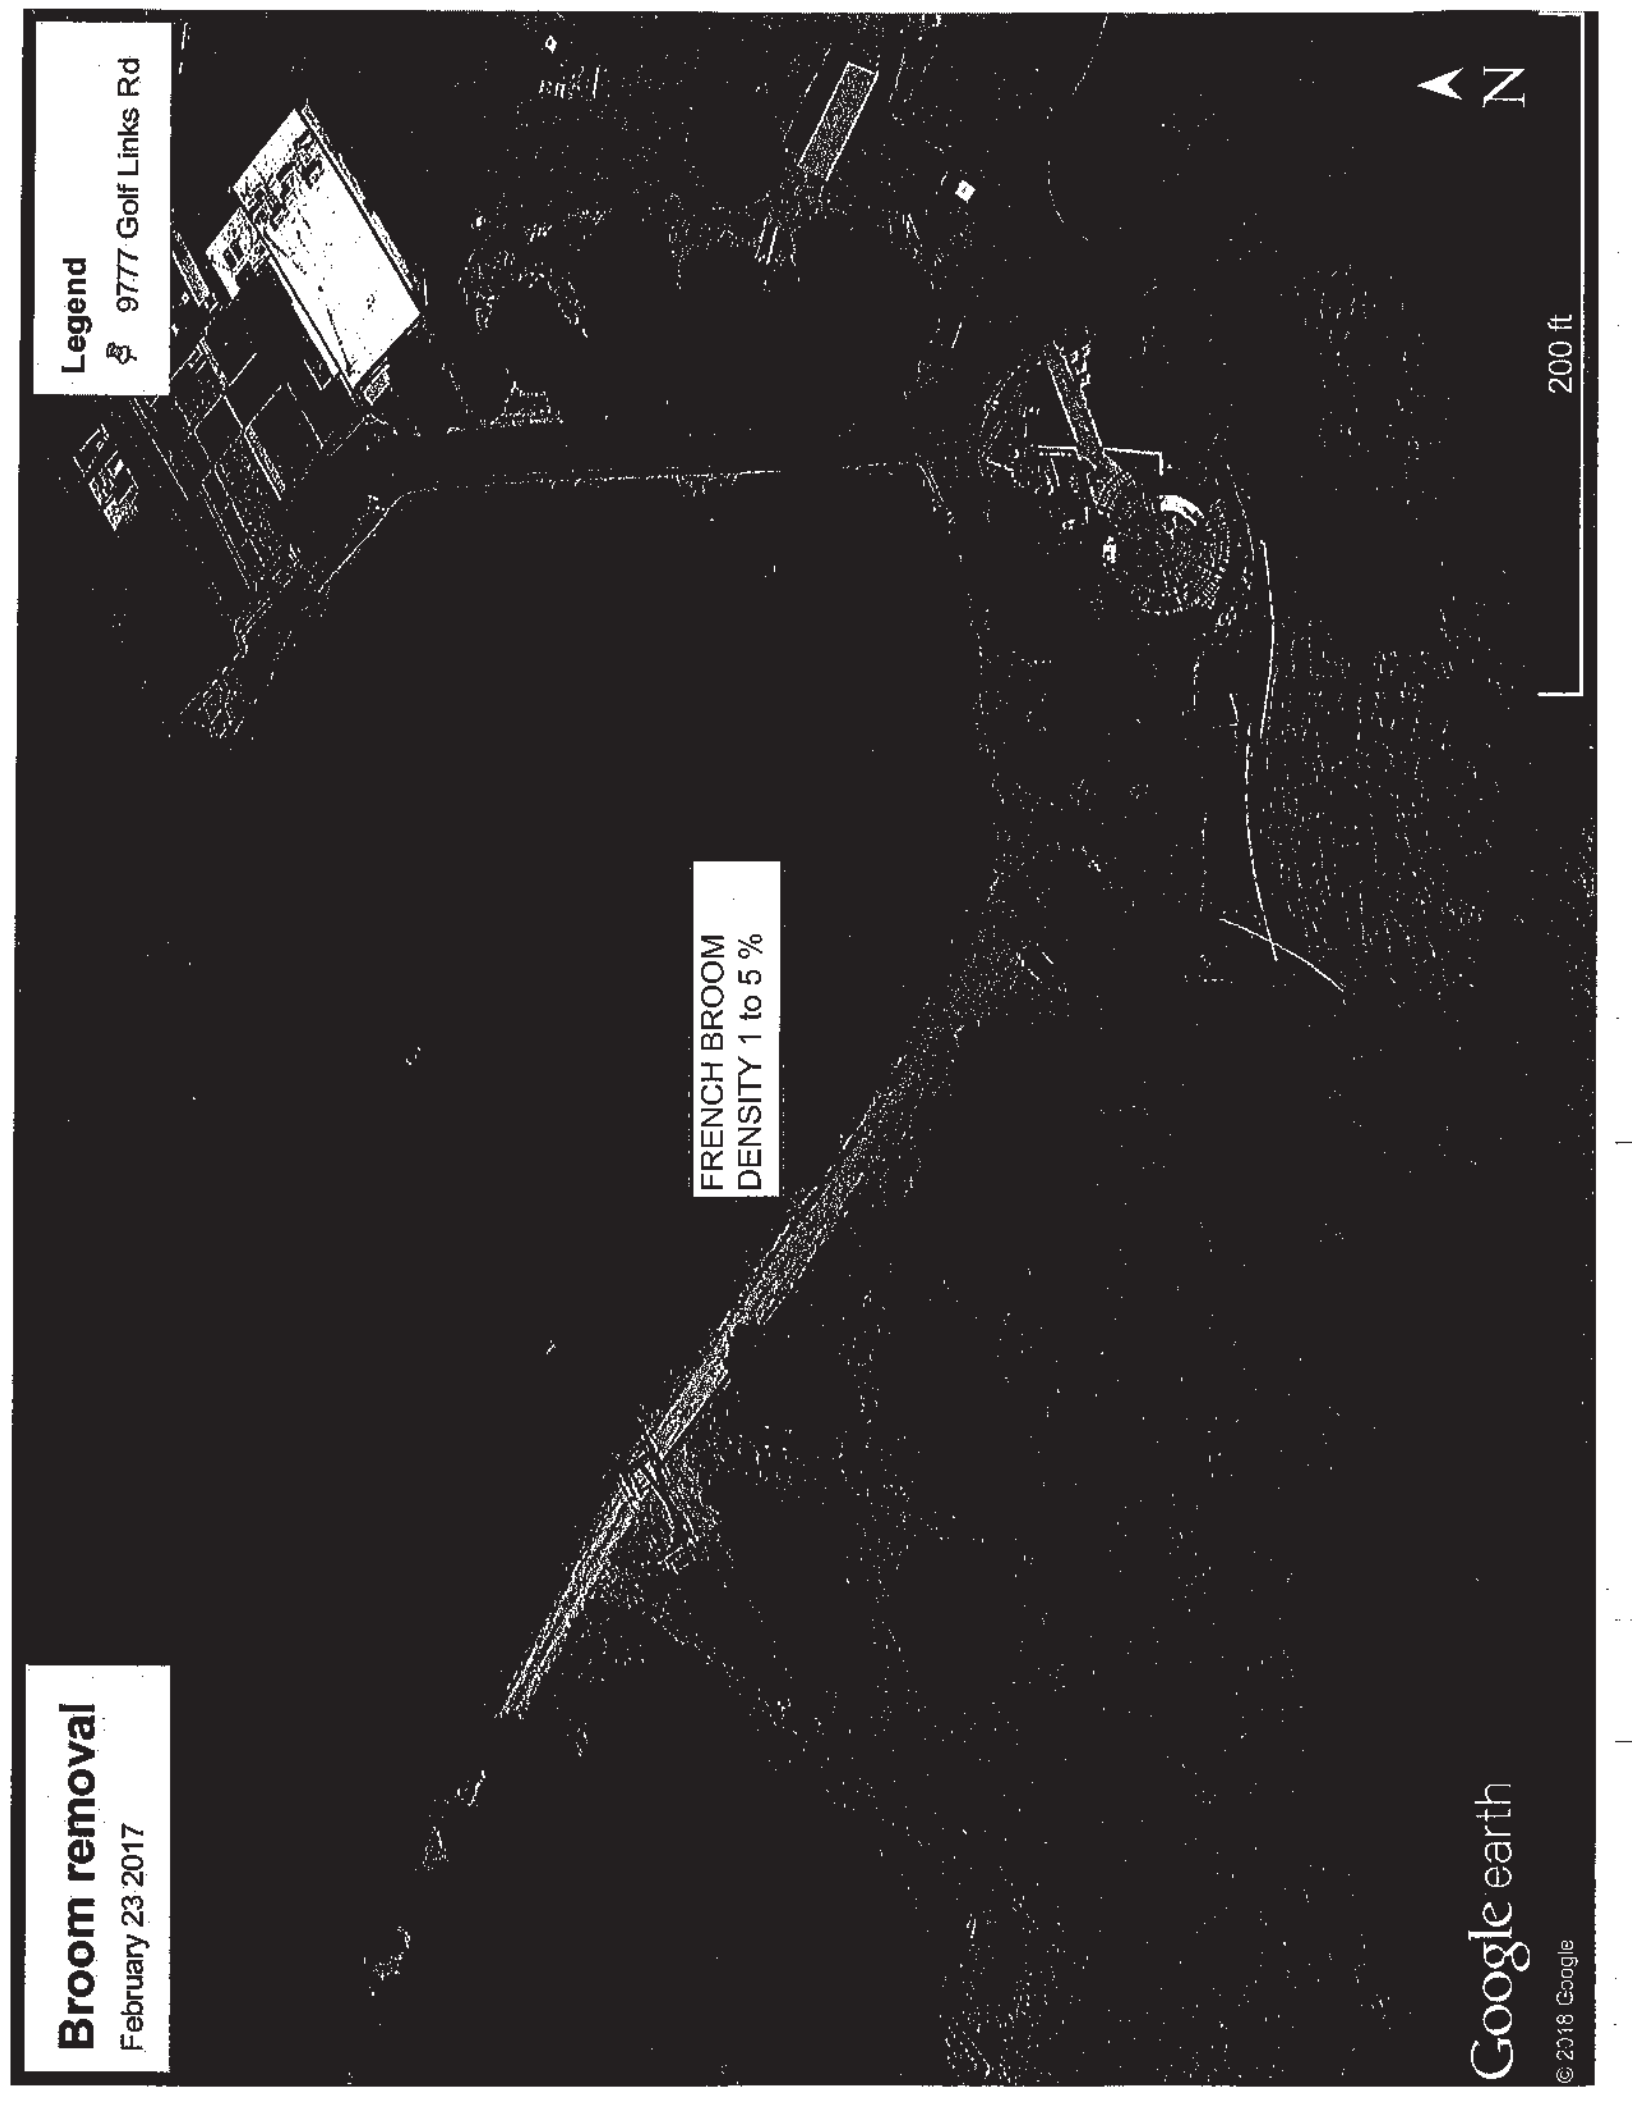 Broom removal
February 23 2017
Legend
9777 Golf Links Rd
FRENCH BROOM
DENSITY 1 to 5 %
N
200 ft
Google earth
© 2018 Google